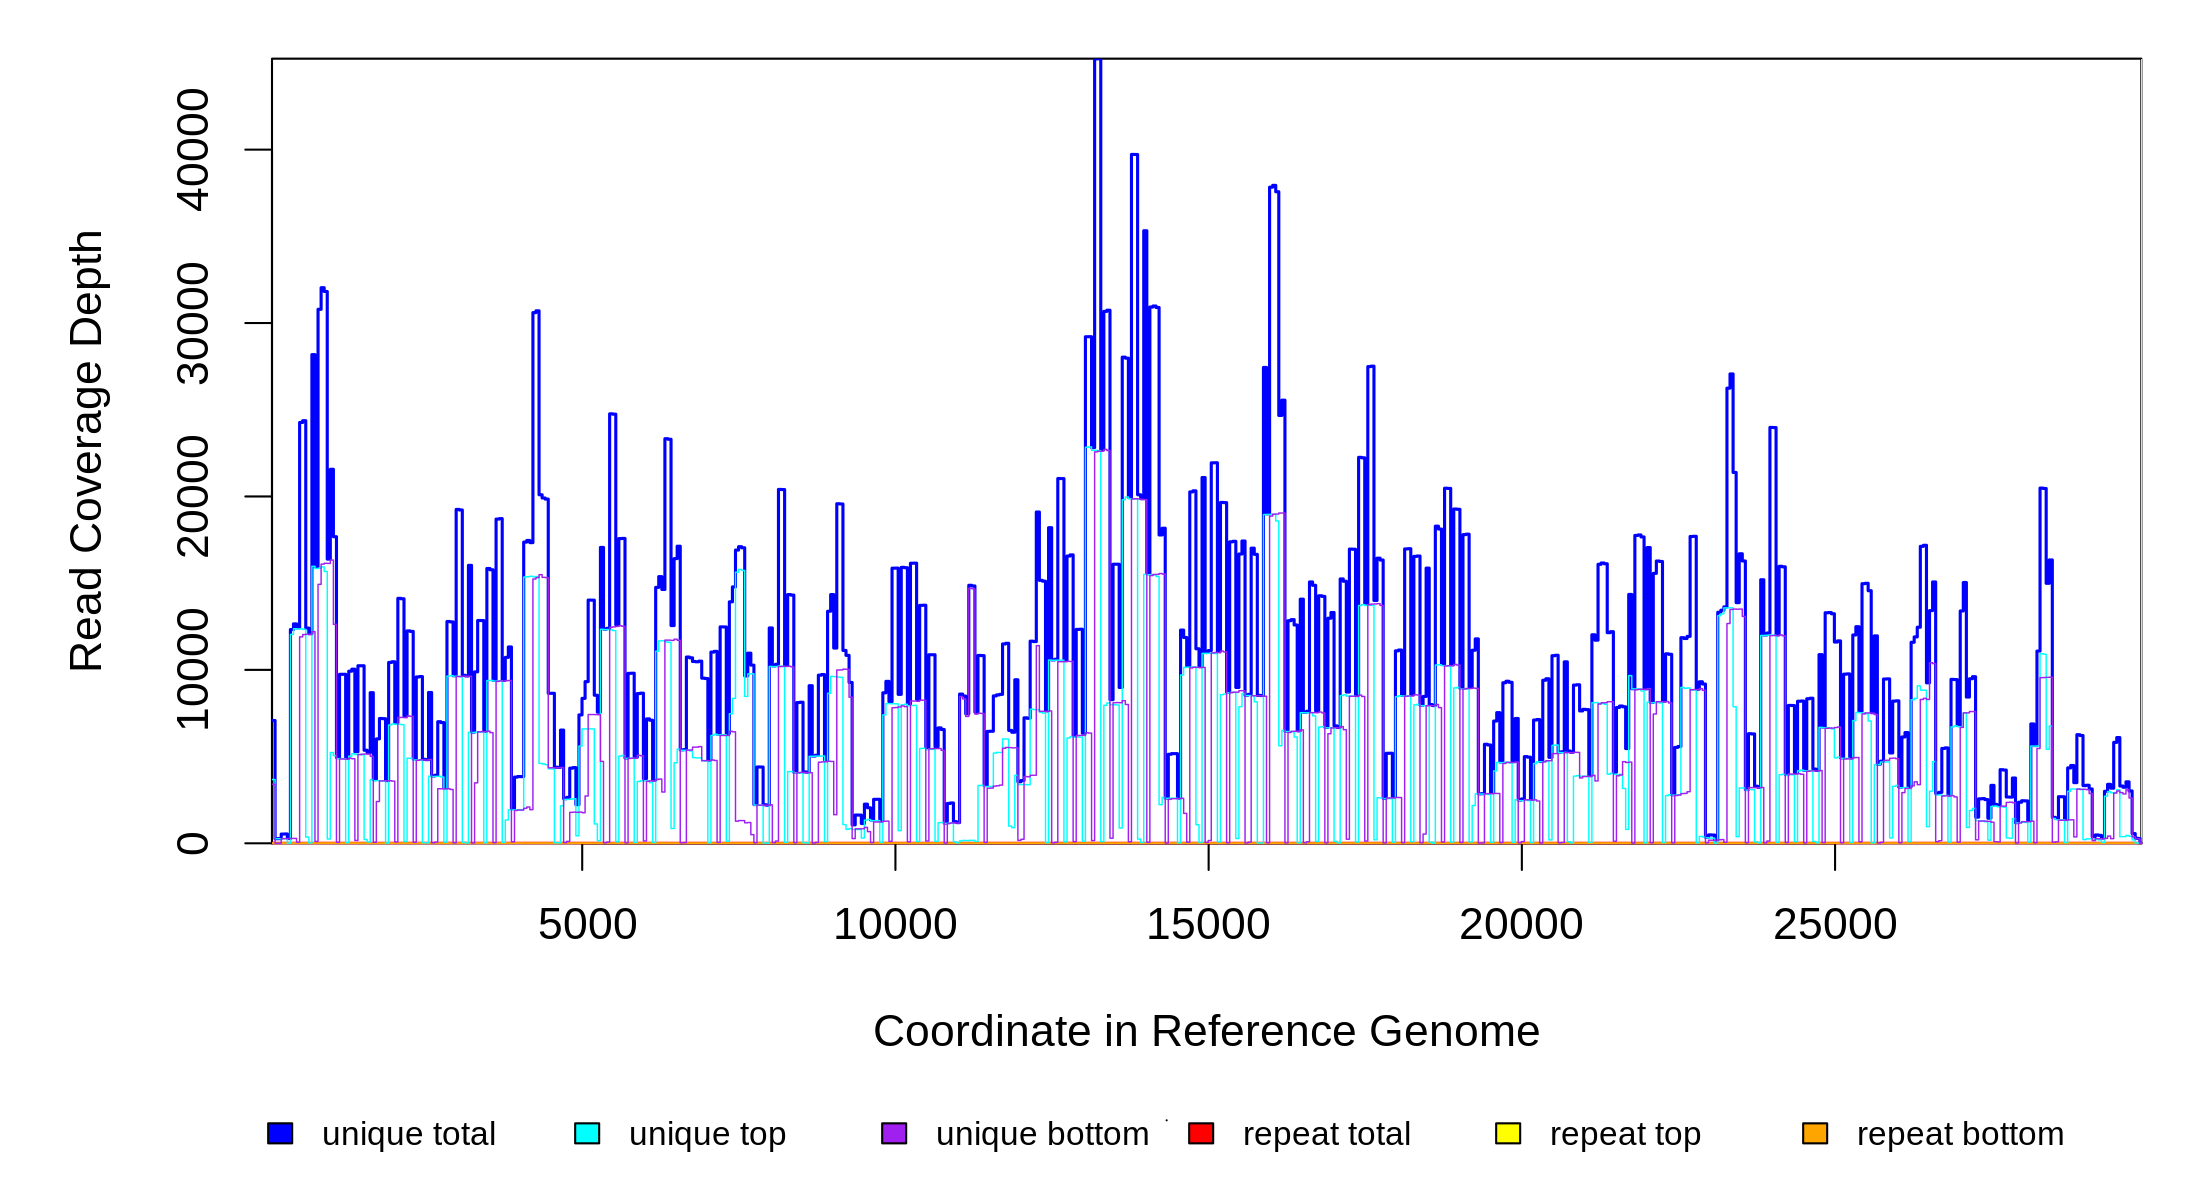 Read Coverage Depth
40000
30000
20000
10000
0
5000 10000 15000 20000 25000
Coordinate in Reference Genome
unique total unique top unique bottom repeat total repeat top repeat bottom